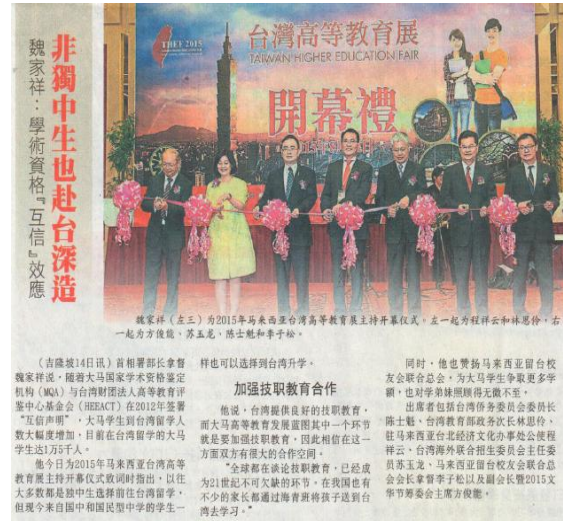 非獨中生也赴台深造
魏家祥：學術資格『互信』效應
TBEF 2015
台灣高等教育展
TAIWAN HIGHER EDUCATION FAIR
開幕禮
魏家祥（左三）为2015年马来西亚台湾高等教育展主持开幕仪式。左一起为程祥云和林思伶，右
一起为方俊能、苏玉龙，陈士魁和李子松。
（吉隆坡14日讯）首相署部长拿督
魏家祥说，随着大马国家学术资格鉴定
机构（MQA）与台湾财团法人高等教育评
鉴中心基金会（HEEACT）在2012年签署
“互信声明”，大马学生到台湾留学人
数大幅度增加，目前在台湾留学的大马
学生达1万5千人。
他今日为2015年马来西亚台湾高等
教育展主持开幕仪式致词时指出，以往
大多数都是独中生选择前往台湾留学，
但现今来自国中和国民型中学的学生一
样也可以选择到台湾升学。
加强技职教育合作
他说，台湾提供良好的技职教育，
而大马高等教育发展蓝图其中一个环节
就是要加强技职教育，因此相信在这一
方面双方有很大的合作空间。
“全球都在谈论技职教育，已经成
为21世纪不可欠缺的环节。在我国也有
不少的家长都通过海青班将孩子送到台
湾去学习。”
同时，他也赞扬马来西亚留台校
友会联合总会，为大马学生争取更多学
额，也对学弟妹照顾得无微不至。
出席者包括台湾侨务委员会委员长
陈士魁，台湾教育部政务次长林思伶、
驻马来西亚台北经济文化办事处公使程
祥云、台湾海外联合招生委员会主任委
员苏玉龙、马来西亚留台校友会联合总
会会长拿督李子松以及副会长暨2015文
华节筹委会主席方俊能。